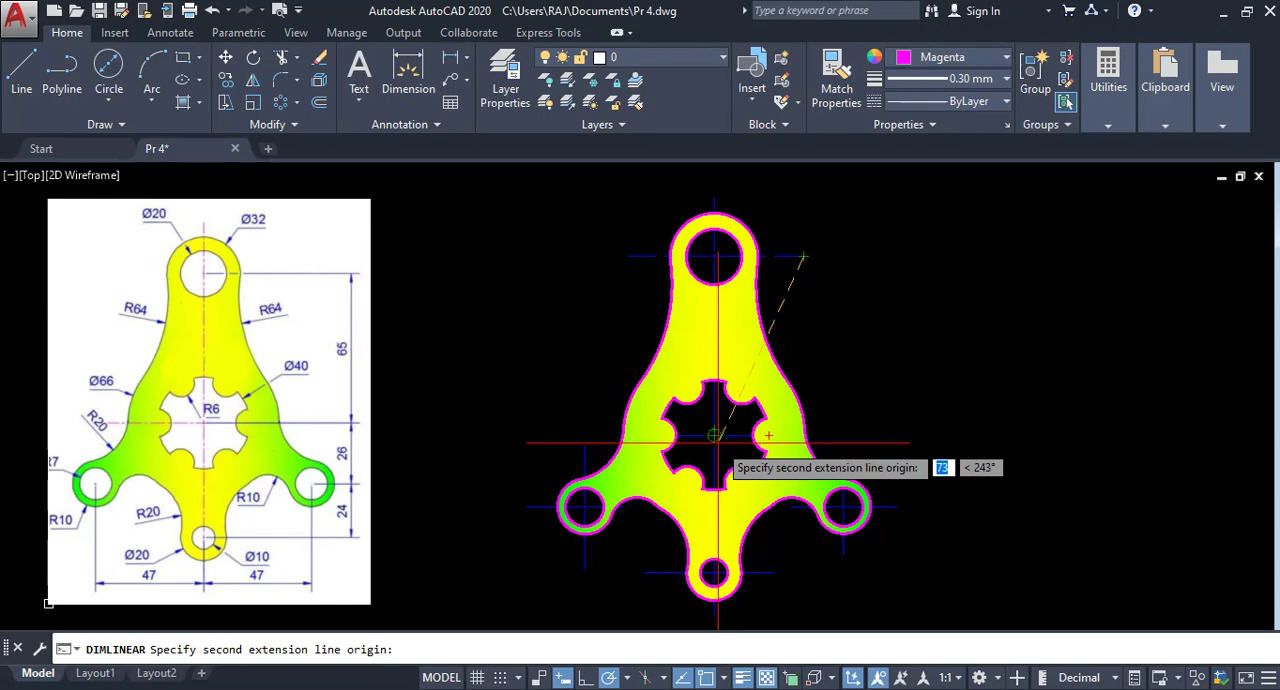 Autodesk AutoCAD 2020 C:\Users\RAJ\Documents\Pr 4.dwg
Type a keyword or phrase
Sign In
Home Insert Annotate Parametric View Manage Output Collaborate Express Tools
Line Polyline Circle Arc
Draw
Modify
Text Dimension
Annotation
Layer Properties
0
Layers
Insert
Block
Match Properties
Magenta
0.30 mm
ByLayer
Properties
Group
Groups
Utilities
Clipboard
View
Start Pr 4*
[−][Top][2D Wireframe]
Ø20 Ø32
R64 R64
65
Ø66 Ø40
R6
R20
26
R7
R10
R10
R20
24
Ø20 Ø10
47 47
Specify second extension line origin: 73 < 243°
DIMLINEAR Specify second extension line origin:
Model Layout1 Layout2
MODEL
1:1
Decimal